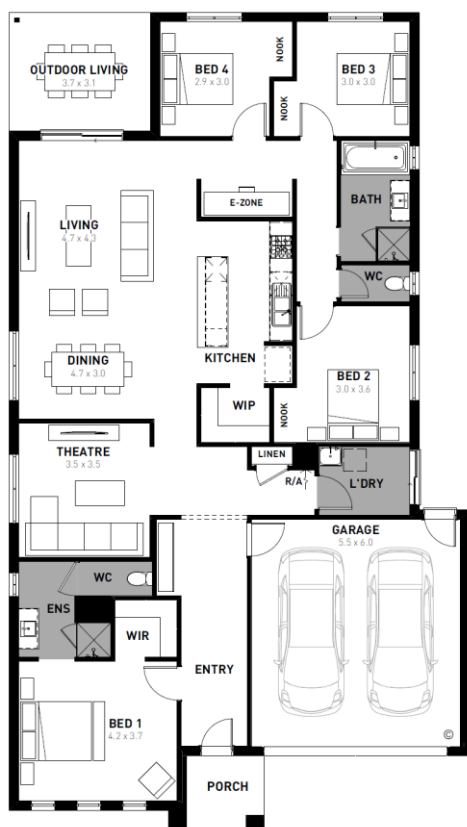 OUTDOOR LIVING
3.7 x 3.1
BED 4
2.9 x 3.0
NOOK
BED 3
3.0 x 3.0
NOOK
E-ZONE
BATH
LIVING
4.7 x 4.3
WC
KITCHEN
DINING
4.7 x 3.0
BED 2
3.0 x 3.6
WIP
NOOK
THEATRE
3.5 x 3.5
LINEN
R/A
L'DRY
GARAGE
5.5 x 6.0
WC
ENS
WIR
ENTRY
BED 1
4.2 x 3.7
©
PORCH